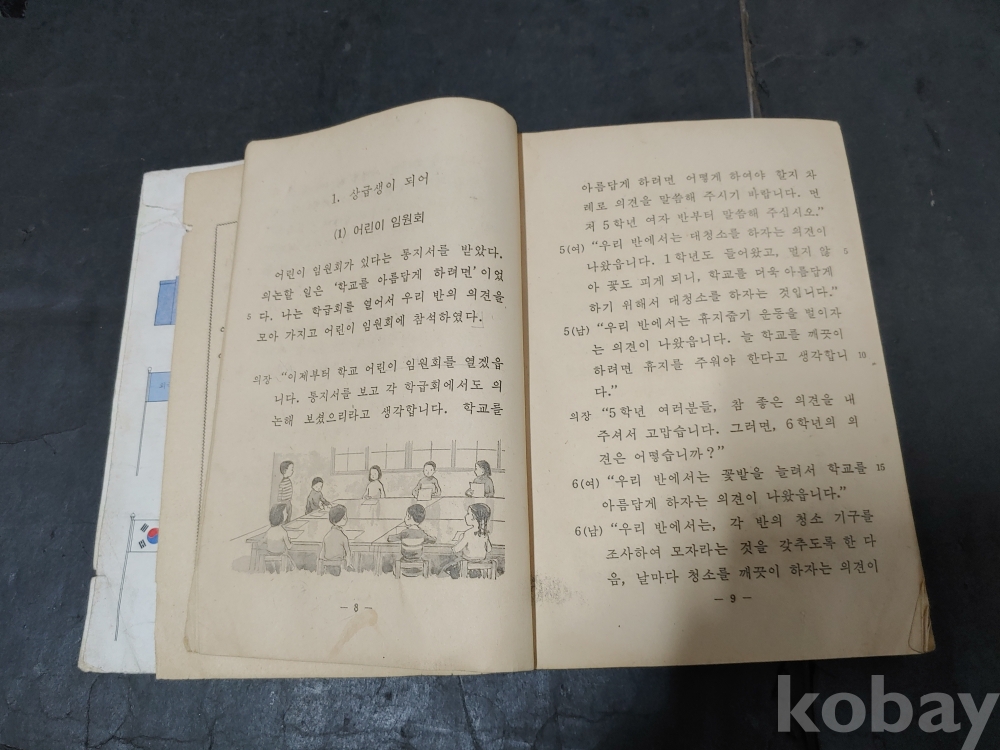 1. 상급생이 되어
(1) 어린이 임원회
어린이 임원회가 있다는 통지서를 받았다.
의논할 일은 ‘학교를 아름답게 하려면’이었
5 다. 나는 학급회를 열어서 우리 반의 의견을
모아 가지고 어린이 임원회에 참석하였다.
의장 “이제부터 학교 어린이 임원회를 열겠읍
니다. 통지서를 보고 각 학급회에서도 의
논해 보셨으리라고 생각합니다. 학교를
— 8 —
아름답게 하려면 어떻게 하여야 할지 차
례로 의견을 말씀해 주시기 바랍니다. 먼
저 5학년 여자 반부터 말씀해 주십시오.”
5(여) “우리 반에서는 대청소를 하자는 의견이
나왔읍니다. 1학년도 들어왔고, 멀지 않 5
아 꽃도 피게 되니, 학교를 더욱 아름답게
하기 위해서 대청소를 하자는 것입니다.”
5(남) “우리 반에서는 휴지줍기 운동을 벌이자
는 의견이 나왔읍니다. 늘 학교를 깨끗이
하려면 휴지를 주워야 한다고 생각합니 10
다.”
의장 “5학년 여러분들, 참 좋은 의견을 내
주셔서 고맙습니다. 그러면, 6학년의 의
견은 어떻습니까?”
6(여) “우리 반에서는 꽃밭을 늘려서 학교를 15
아름답게 하자는 의견이 나왔읍니다.”
6(남) “우리 반에서는, 각 반의 청소 기구를
조사하여 모자라는 것을 갖추도록 한 다
음, 날마다 청소를 깨끗이 하자는 의견이
— 9 —
kobay